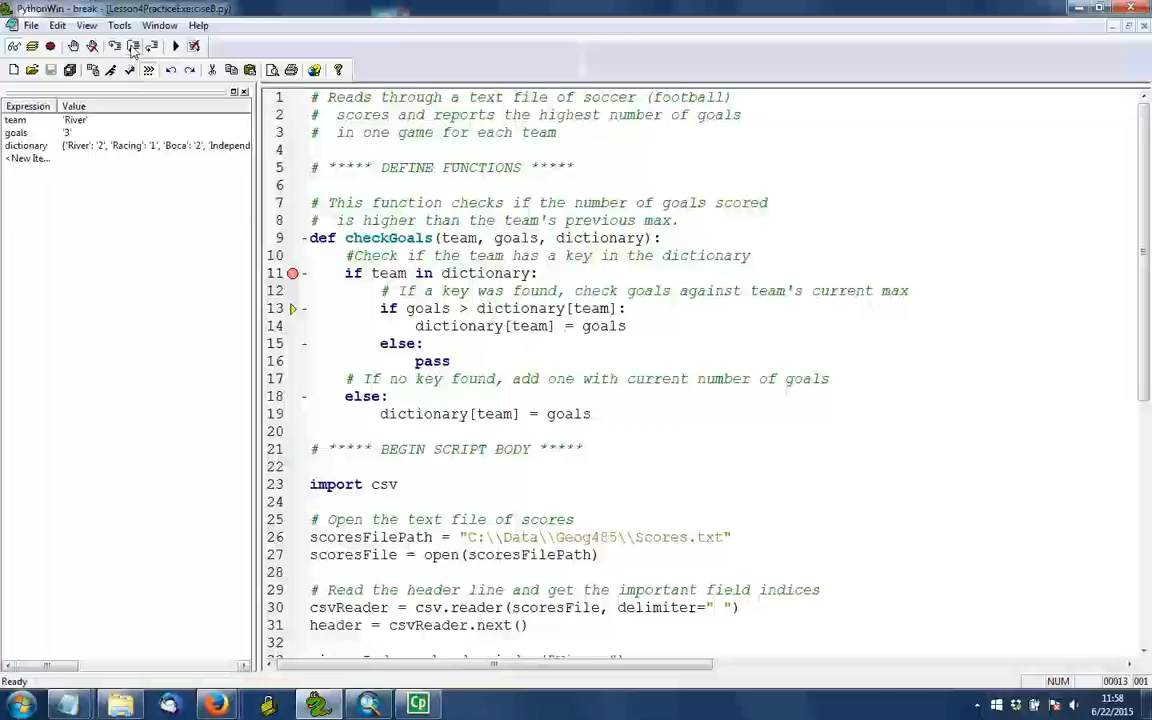 PythonWin - break - [Lesson4PracticeExerciseB.py]
File Edit View Tools Window Help
Expression Value
team 'River'
goals '3'
dictionary {'River': '2', 'Racing': '1', 'Boca': '2', 'Independ
<New Ite...
1 # Reads through a text file of soccer (football)
2 #  scores and reports the highest number of goals
3 #  in one game for each team
4
5 # ***** DEFINE FUNCTIONS *****
6
7 # This function checks if the number of goals scored
8 #  is higher than the team's previous max.
9 def checkGoals(team, goals, dictionary):
10     #Check if the team has a key in the dictionary
11     if team in dictionary:
12         # If a key was found, check goals against team's current max
13         if goals > dictionary[team]:
14             dictionary[team] = goals
15         else:
16             pass
17     # If no key found, add one with current number of goals
18     else:
19         dictionary[team] = goals
20
21 # ***** BEGIN SCRIPT BODY *****
22
23 import csv
24
25 # Open the text file of scores
26 scoresFilePath = "C:\\Data\\Geog485\\Scores.txt"
27 scoresFile = open(scoresFilePath)
28
29 # Read the header line and get the important field indices
30 csvReader = csv.reader(scoresFile, delimiter=" ")
31 header = csvReader.next()
32
Ready
NUM 00013 001
Cp
11:58
6/22/2015